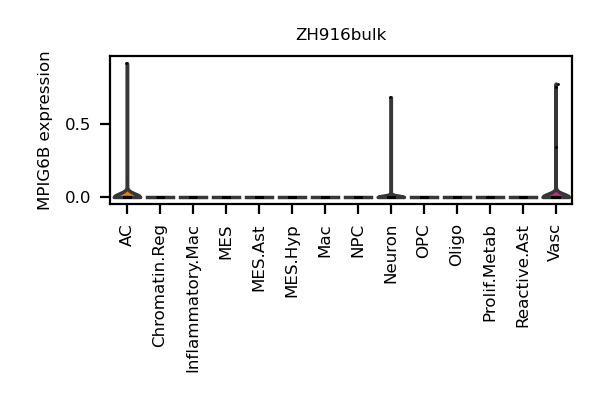 ZH916bulk
MPIG6B expression
0.5
0.0
AC
Chromatin.Reg
Inflammatory.Mac
MES
MES.Ast
MES.Hyp
Mac
NPC
Neuron
OPC
Oligo
Prolif.Metab
Reactive.Ast
Vasc